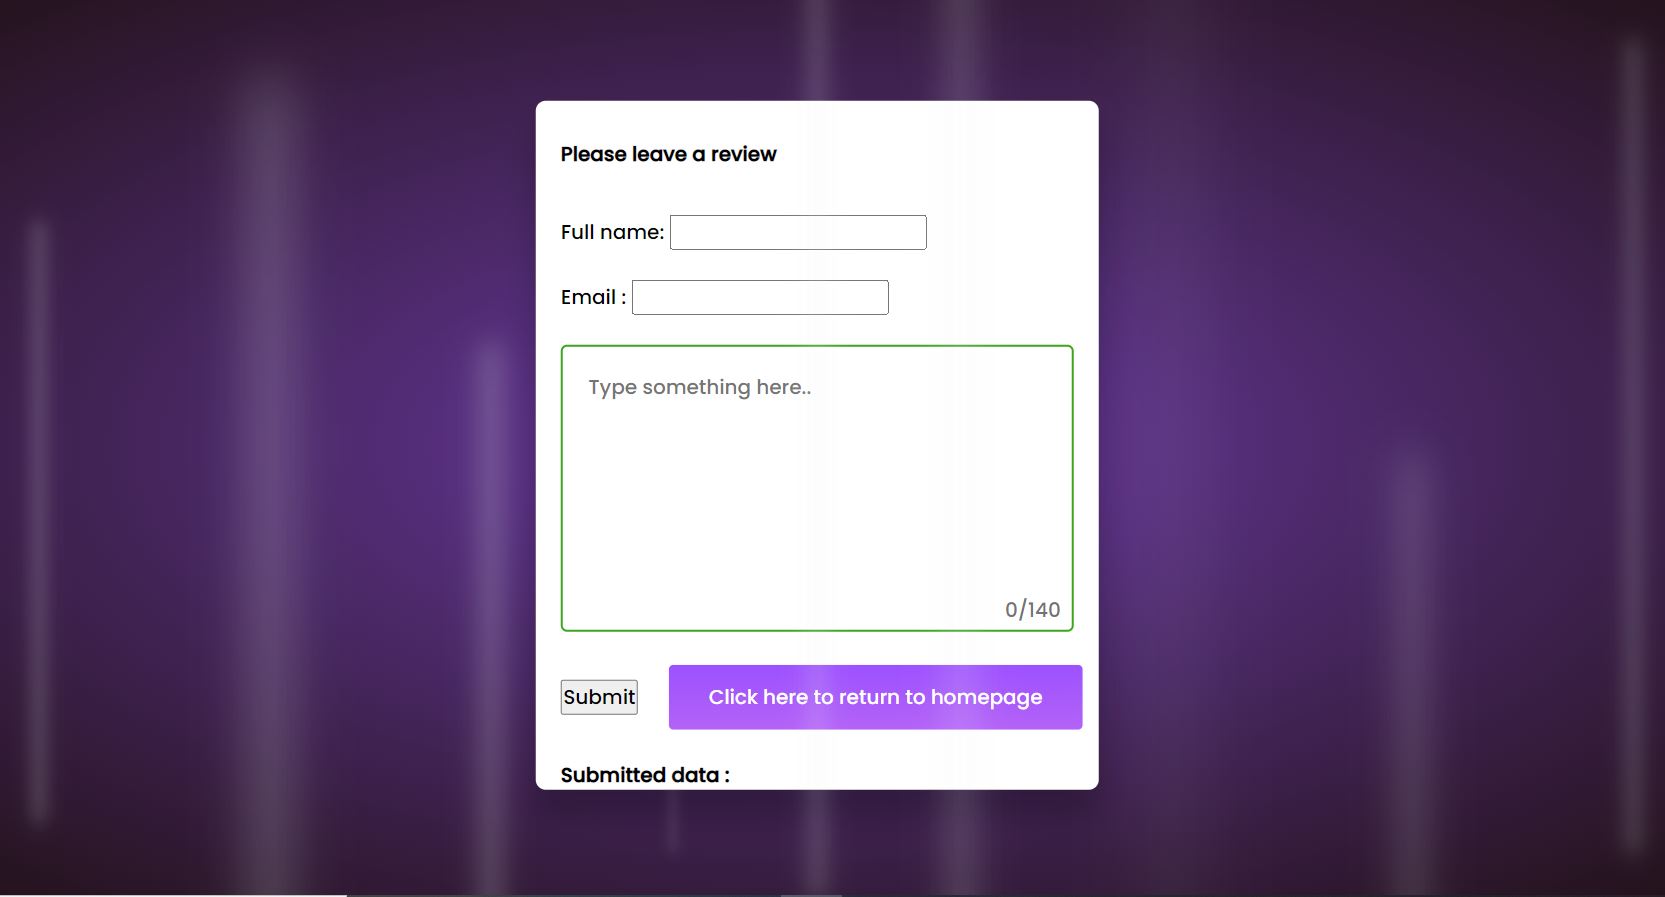 Please leave a review
Full name:
Email :
Type something here..
0/140
Submit
Click here to return to homepage
Submitted data :